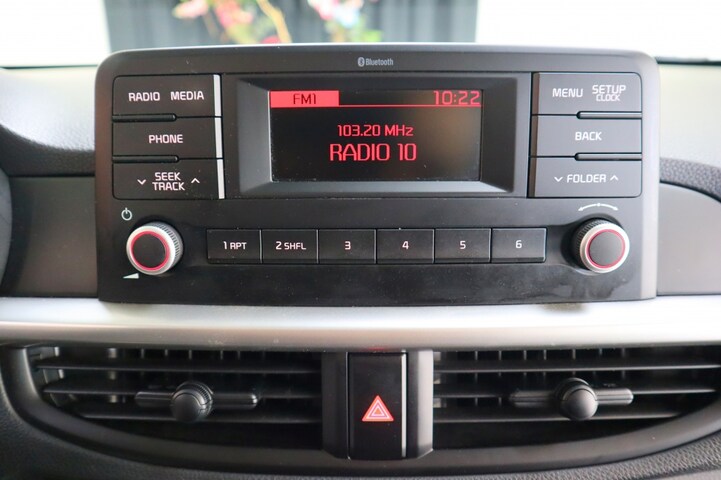 Bluetooth
RADIO MEDIA
FM1 10:22
MENU SETUP
CLOCK
PHONE
103.20 MHz
BACK
SEEK
TRACK
RADIO 10
FOLDER
1 RPT 2 SHFL 3 4 5 6